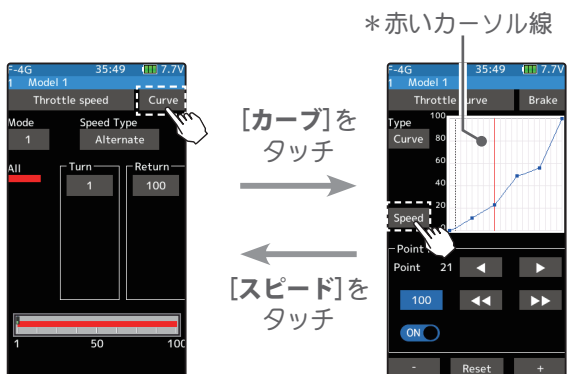 ＊赤いカーソル線
F-4G 35:49 7.7V
1 Model 1
Throttle speed Curve
Mode Speed Type
1 Alternate
All Turn Return
1 100
1 50 100
[カーブ]を
タッチ
[スピード]を
タッチ
F-4G 35:49 7.7V
1 Model 1
Throttle curve Brake
Type
Curve
100
80
60
40
20
Speed
Point
Point 21 ◀ ▶
100 ◀◀ ▶▶
ON
- Reset +